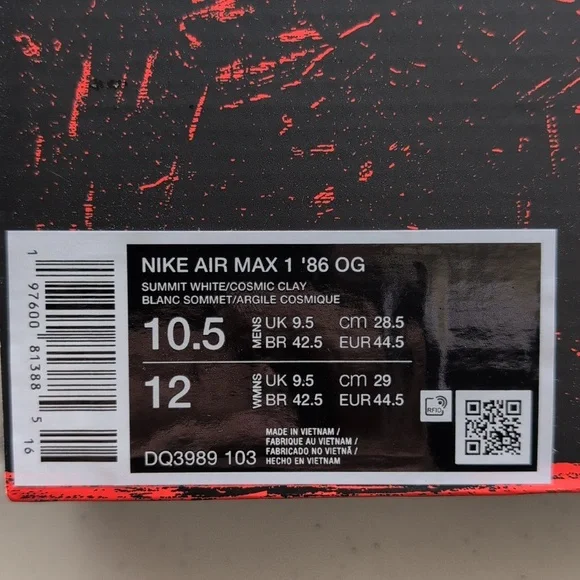 NIKE AIR MAX 1 '86 OG
SUMMIT WHITE/COSMIC CLAY
BLANC SOMMET/ARGILE COSMIQUE
10.5 MENS UK 9.5 cm 28.5
BR 42.5 EUR 44.5
12 WMNS UK 9.5 cm 29
BR 42.5 EUR 44.5
MADE IN VIETNAM /
FABRIQUE AU VIETNAM /
FABRICADO NO VIETNÃ /
HECHO EN VIETNAM
DQ3989 103
RFID
1 97600 81388 5 16